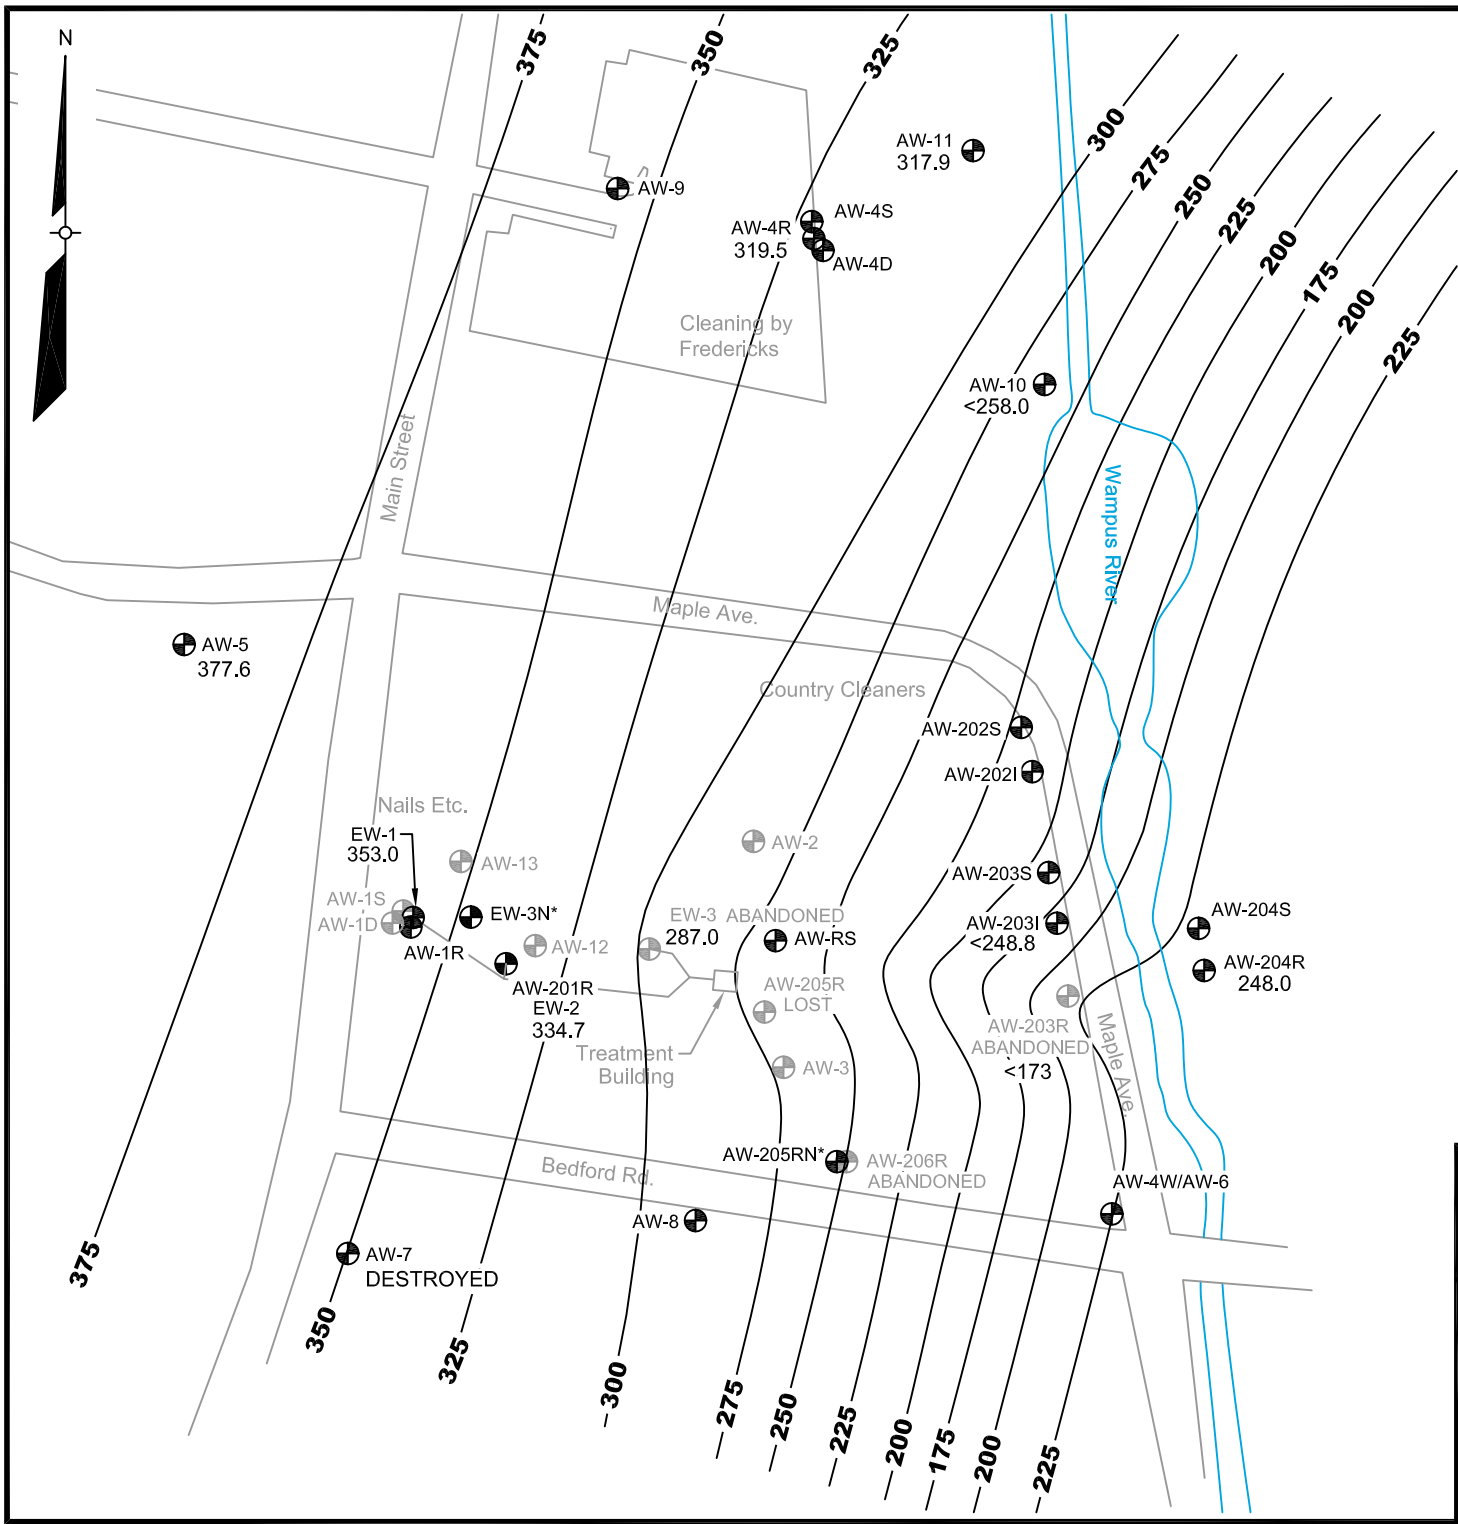 N
375
350
325
300
275
250
225
200
175
200
225
AW-11
317.9
AW-9
AW-4S
AW-4R
319.5
AW-4D
Cleaning by
Fredericks
AW-10
<258.0
Main Street
Wampus River
Maple Ave.
AW-5
377.6
Country Cleaners
AW-202S
AW-202I
Nails Etc.
EW-1
353.0
AW-13
AW-2
AW-203S
AW-1S
AW-1D
EW-3N*
EW-3
287.0
ABANDONED
AW-RS
AW-203I
<248.8
AW-204S
AW-1R
AW-12
AW-204R
248.0
AW-201R
EW-2
334.7
AW-205R
LOST
AW-203R
ABANDONED
<173
Maple Ave.
Treatment
Building
AW-3
Bedford Rd.
AW-205RN*
AW-206R
ABANDONED
AW-4W/AW-6
AW-8
AW-7
DESTROYED
375
350
325
300
275
250
225
200
175
200
225